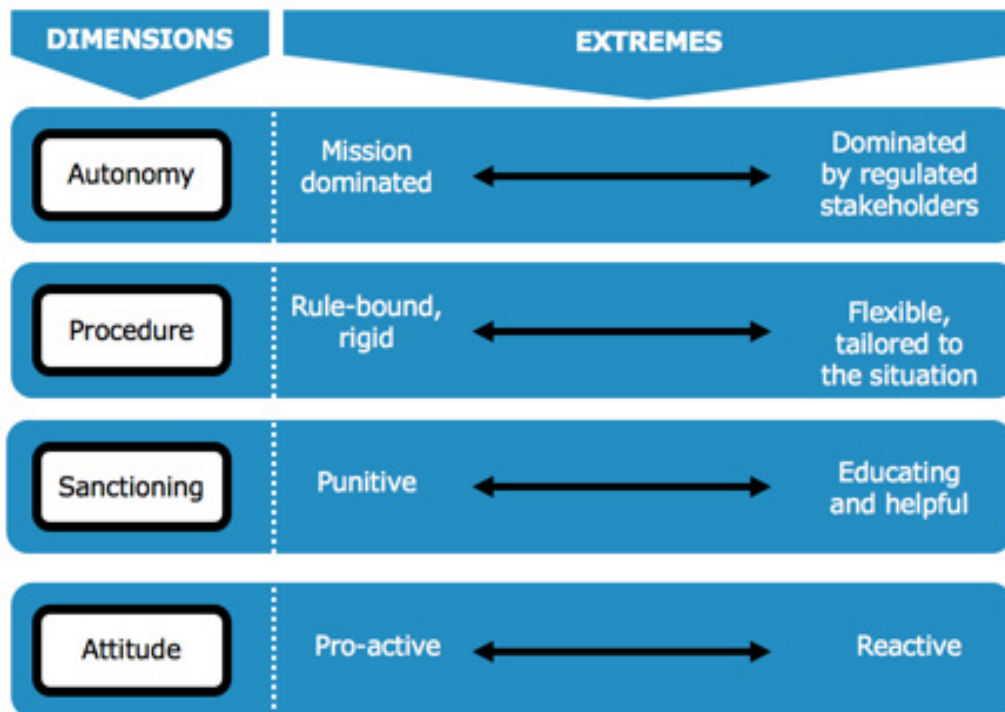 DIMENSIONS
EXTREMES
Autonomy
Mission
dominated
Dominated
by regulated
stakeholders
Procedure
Rule-bound,
rigid
Flexible,
tailored to
the situation
Sanctioning
Punitive
Educating
and helpful
Attitude
Pro-active
Reactive